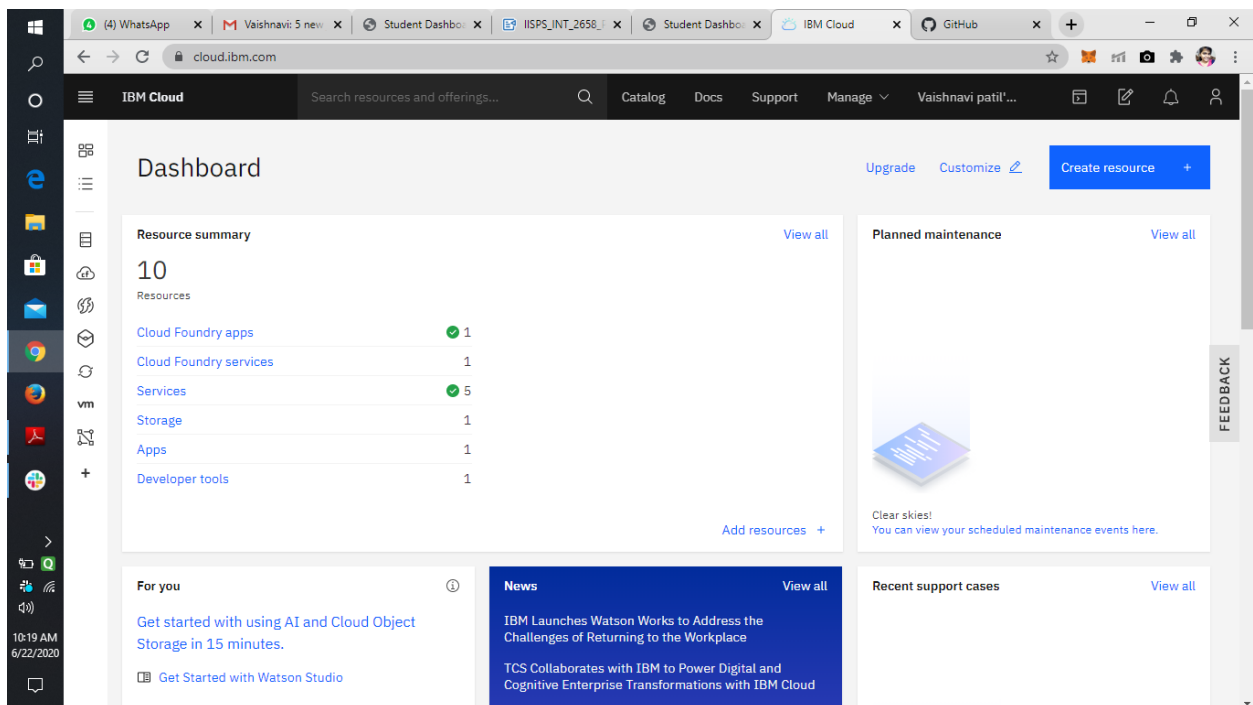 (4) WhatsApp
Vaishnavi: 5 new
Student Dashbo
IISPS_INT_2658_
Student Dashbo
IBM Cloud
GitHub
cloud.ibm.com
IBM Cloud
Search resources and offerings...
Catalog
Docs
Support
Manage
Vaishnavi patil'...
Dashboard
Upgrade
Customize
Create resource +
Resource summary
View all
10
Resources
Cloud Foundry apps 1
Cloud Foundry services 1
Services 5
Storage 1
Apps 1
Developer tools 1
Add resources +
Planned maintenance
View all
Clear skies!
You can view your scheduled maintenance events here.
FEEDBACK
For you
Get started with using AI and Cloud Object
Storage in 15 minutes.
Get Started with Watson Studio
News
View all
IBM Launches Watson Works to Address the
Challenges of Returning to the Workplace
TCS Collaborates with IBM to Power Digital and
Cognitive Enterprise Transformations with IBM Cloud
Recent support cases
View all
cf
vm
Q
10:19 AM
6/22/2020